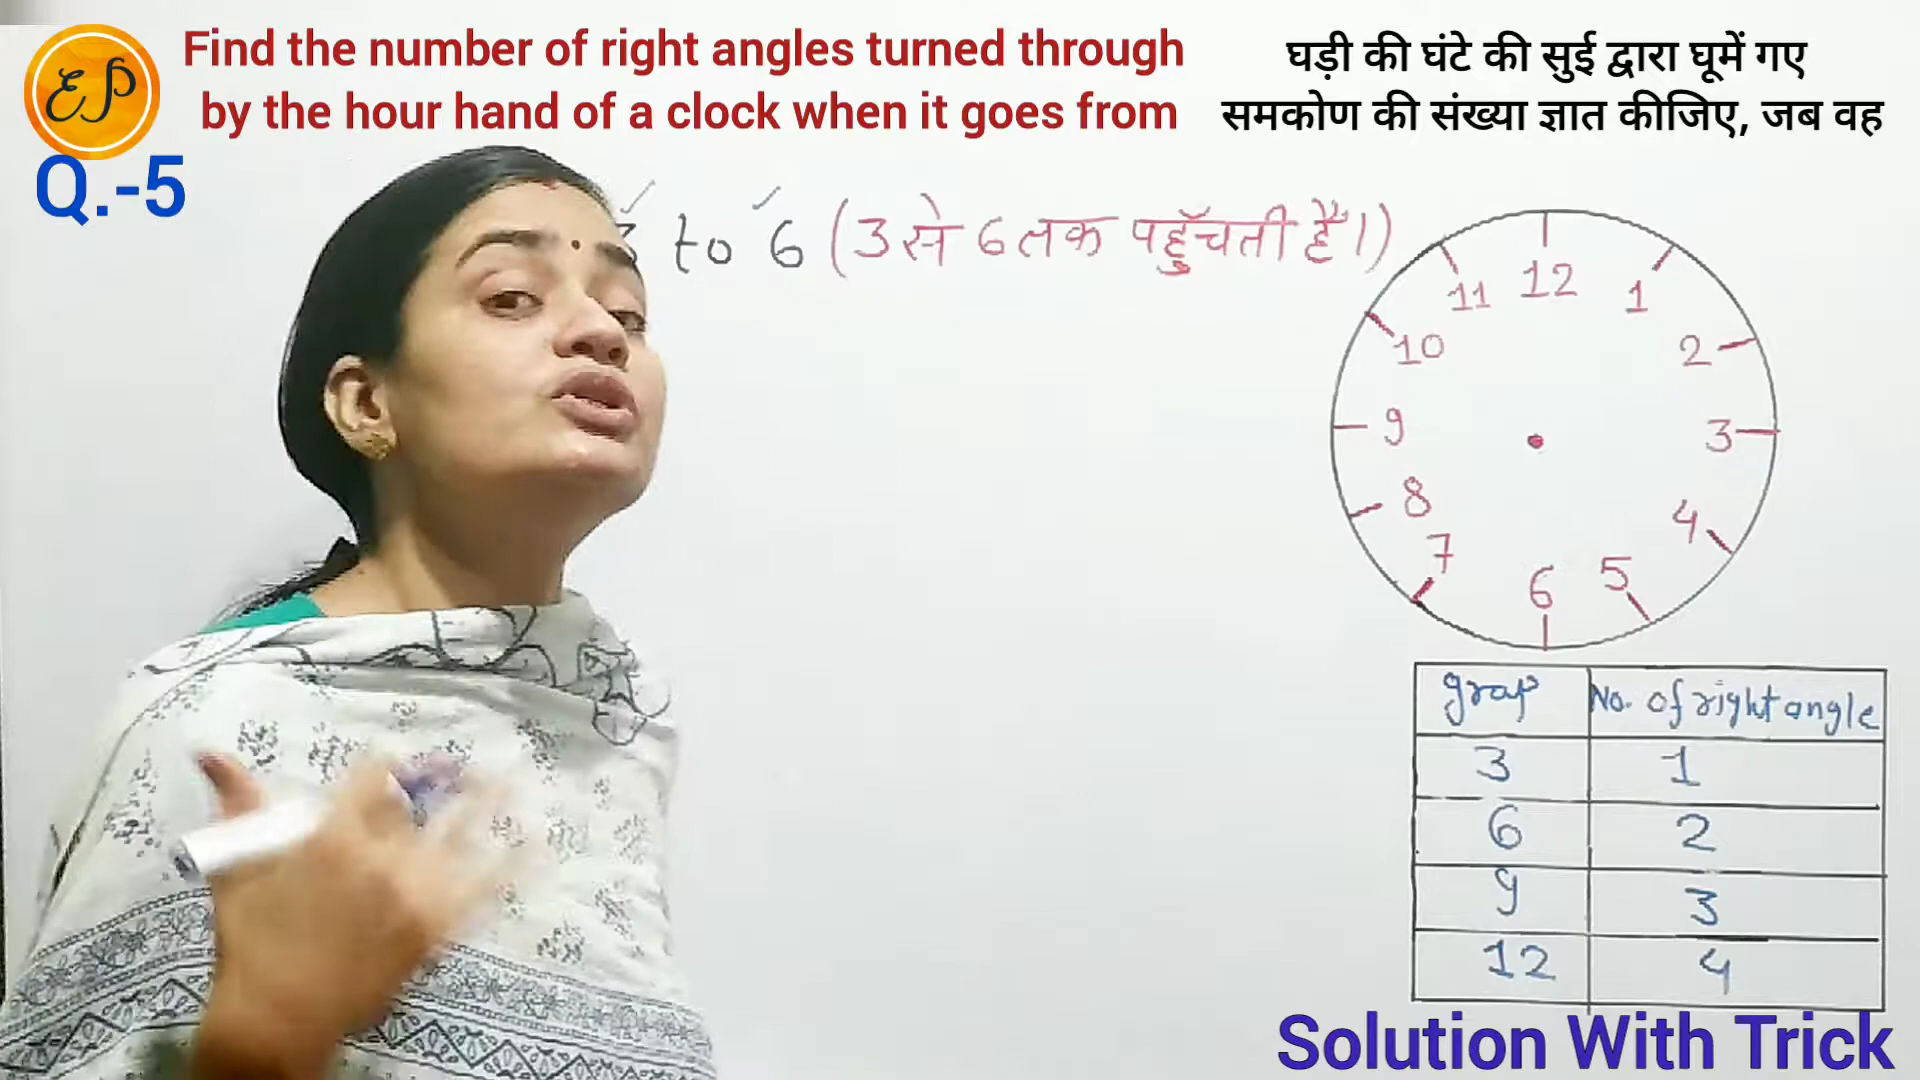 EP
Find the number of right angles turned through
by the hour hand of a clock when it goes from
घड़ी की घंटे की सुई द्वारा घूमें गए
समकोण की संख्या ज्ञात कीजिए, जब वह
Q.-5
3 to 6 (3 से 6 तक पहुँचती है।)
11 12 1
10 2
9 3
8 4
7 6 5
grap No. of right angle
3 1
6 2
9 3
12 4
Solution With Trick